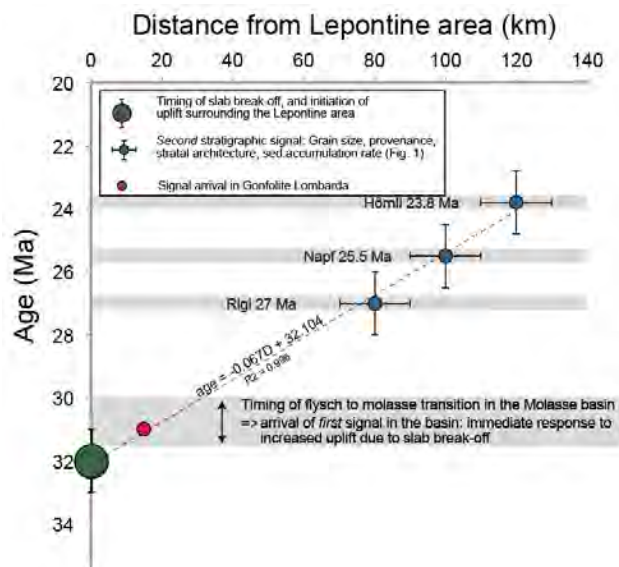 Distance from Lepontine area (km)
0 20 40 60 80 100 120 140
20
22
24
26
28
30
32
34
Age (Ma)
Timing of slab break-off, and initiation of
uplift surrounding the Lepontine area
Second stratigraphic signal: Grain size, provenance,
stratal architecture, sed.accumulation rate (Fig. 1)
Signal arrival in Gonfolite Lombarda
Hörnli 23.8 Ma
Napf 25.5 Ma
Rigi 27 Ma
age = -0.067D + 32.104
R2 = 0.998
Timing of flysch to molasse transition in the Molasse basin
=> arrival of first signal in the basin: Immediate response to
increased uplift due to slab break-off